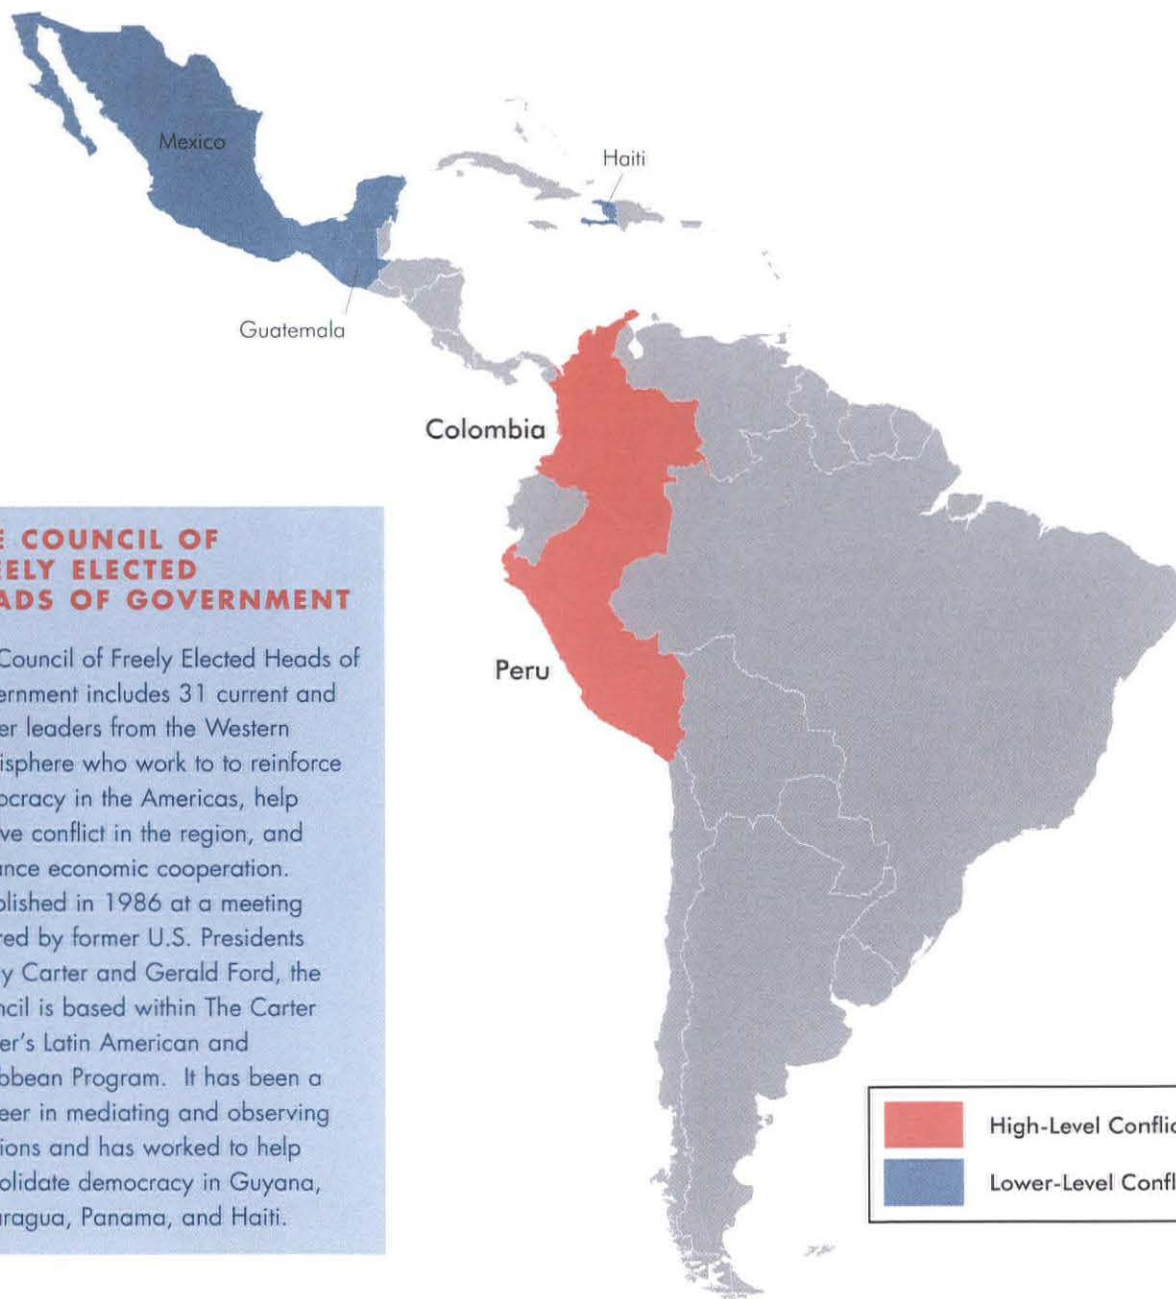 Mexico
Haiti
Guatemala
Colombia
Peru
E COUNCIL OF
EELY ELECTED
ADS OF GOVERNMENT
Council of Freely Elected Heads of
ernment includes 31 current and
er leaders from the Western
isphere who work to to reinforce
ocracy in the Americas, help
ve conflict in the region, and
ance economic cooperation.
blished in 1986 at a meeting
red by former U.S. Presidents
y Carter and Gerald Ford, the
ncil is based within The Carter
er's Latin American and
bbean Program. It has been a
eer in mediating and observing
ions and has worked to help
olidate democracy in Guyana,
aragua, Panama, and Haiti.
High-Level Conflic
Lower-Level Confl